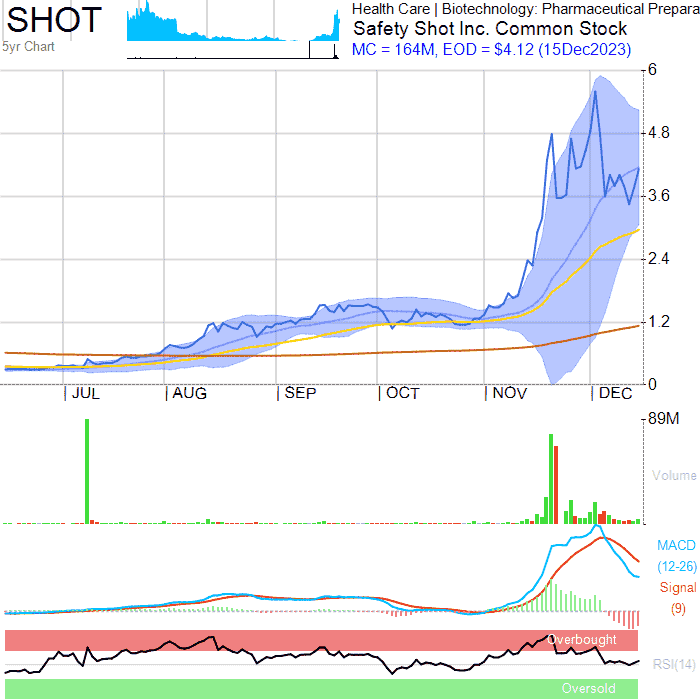 SHOT
Health Care | Biotechnology: Pharmaceutical Prepara
Safety Shot Inc. Common Stock
5yr Chart
MC = 164M, EOD = $4.12 (15Dec2023)
6
4.8
3.6
2.4
1.2
0
JUL AUG SEP OCT NOV DEC
89M
Volume
MACD
(12-26)
Signal
(9)
Overbought
RSI(14)
Oversold